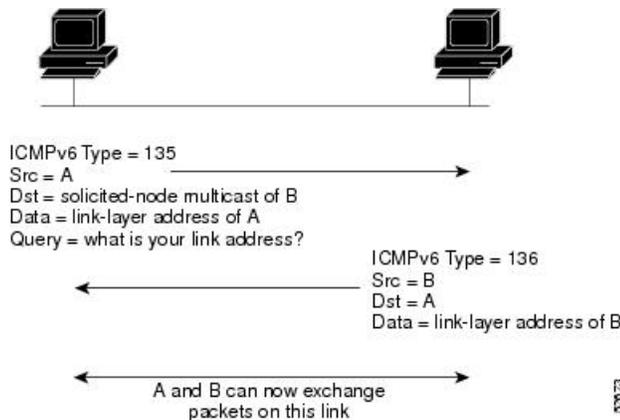 ICMPv6 Type = 135
Src = A
Dst = solicited-node multicast of B
Data = link-layer address of A
Query = what is your link address?
ICMPv6 Type = 136
Src = B
Dst = A
Data = link-layer address of B
A and B can now exchange
packets on this link
52673